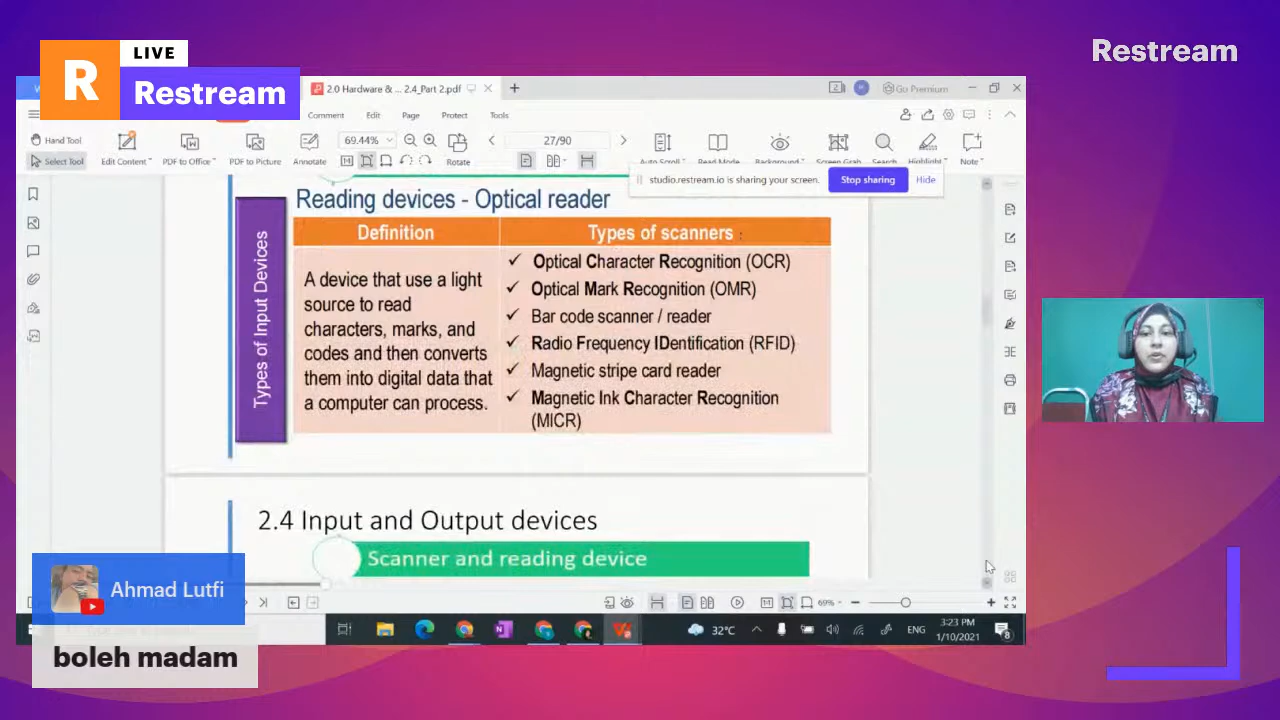 R
LIVE
Restream
Restream
2.0 Hardware & ... 2.4_Part 2.pdf
Go Premium
Comment Edit Page Protect Tools
Hand Tool
69.44%
27/90
Select Tool
Edit Content
PDF to Office
PDF to Picture
Annotate
Rotate
Auto Scroll
Read Mode
Background
Screen Grab
Search
Highlight
Note
studio.restream.io is sharing your screen.
Stop sharing
Hide
Reading devices - Optical reader
Types of Input Devices
Definition
A device that use a light
source to read
characters, marks, and
codes and then converts
them into digital data that
a computer can process.
Types of scanners :
✓ Optical Character Recognition (OCR)
✓ Optical Mark Recognition (OMR)
✓ Bar code scanner / reader
✓ Radio Frequency IDentification (RFID)
✓ Magnetic stripe card reader
✓ Magnetic Ink Character Recognition
(MICR)
2.4 Input and Output devices
Scanner and reading device
Ahmad Lutfi
boleh madam
69%
32°C
ENG
3:23 PM
1/10/2021
8